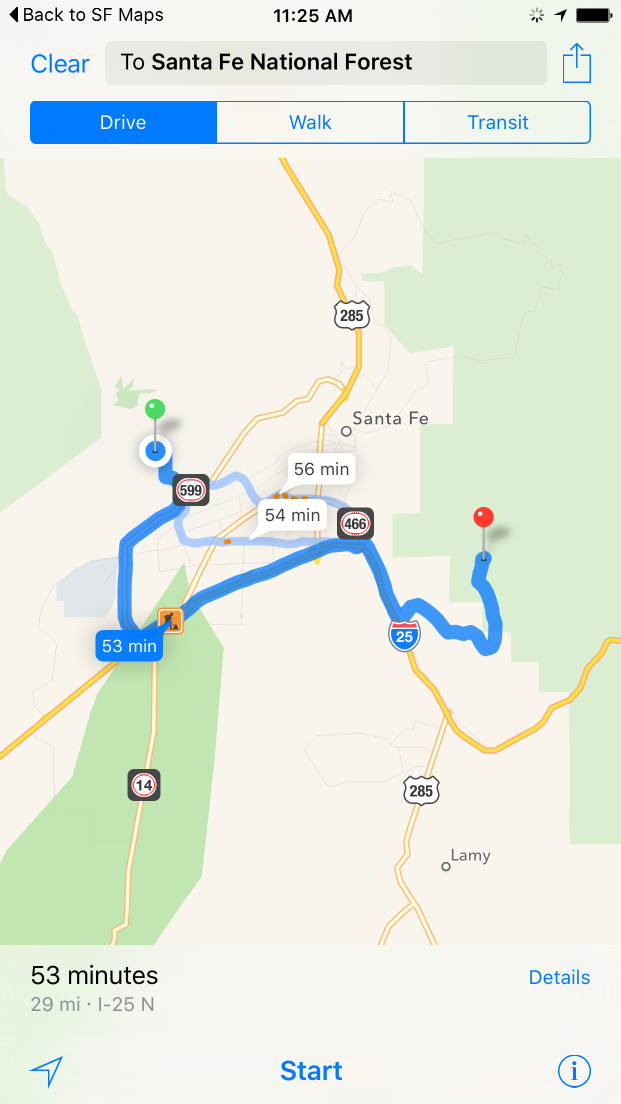 Back to SF Maps
11:25 AM
Clear
To Santa Fe National Forest
Drive
Walk
Transit
285
Santa Fe
599
56 min
54 min
466
53 min
25
14
285
Lamy
53 minutes
Details
29 mi · I-25 N
Start